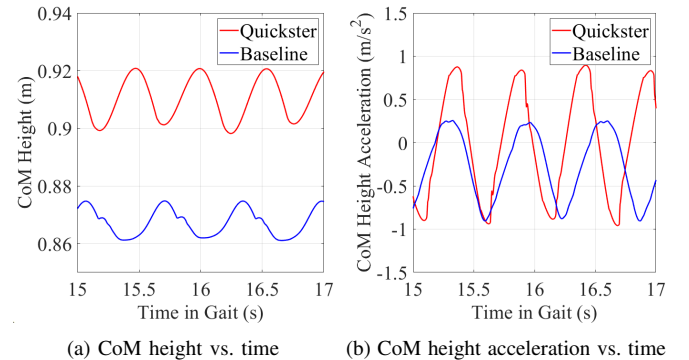 0.94
0.92
0.9
0.88
0.86
CoM Height (m)
Quickster
Baseline
15
15.5
16
16.5
17
Time in Gait (s)
(a) CoM height vs. time
1.5
1
0.5
0
-0.5
-1
-1.5
CoM Height Acceleration (m/s²)
Quickster
Baseline
15
15.5
16
16.5
17
Time in Gait (s)
(b) CoM height acceleration vs. time